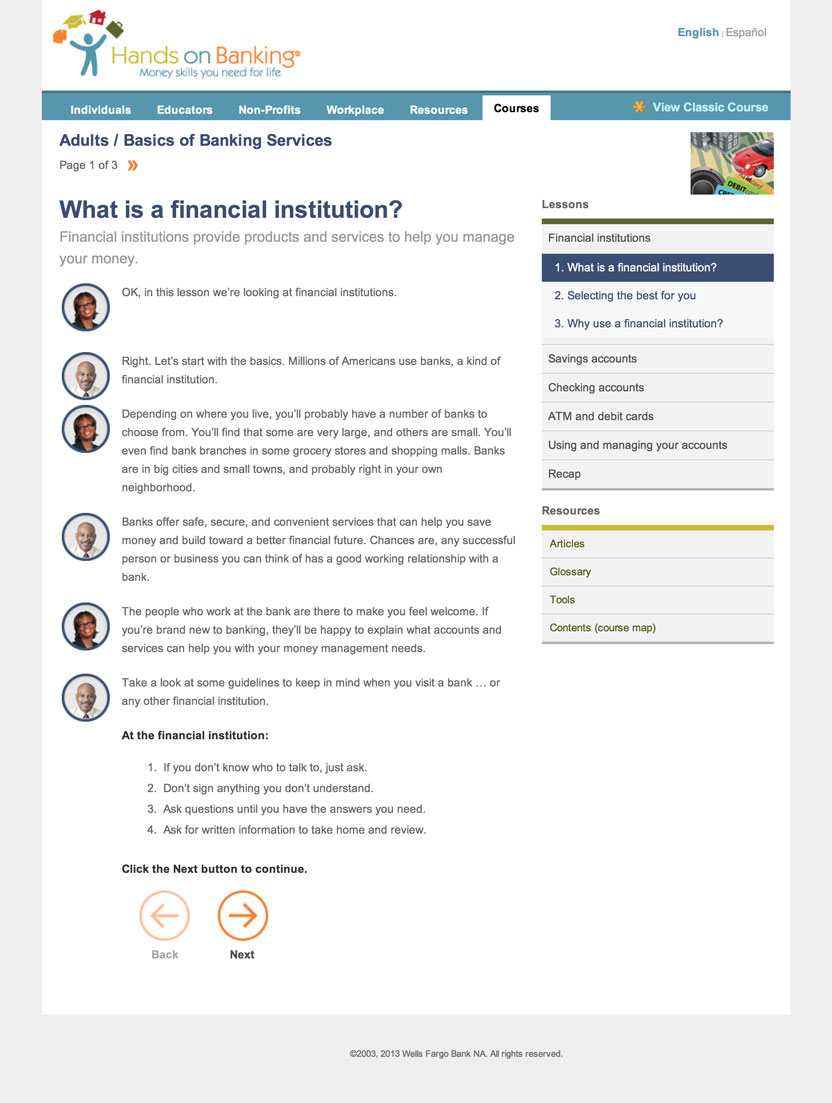 Hands on Banking®
Money skills you need for life
English | Español
Individuals
Educators
Non-Profits
Workplace
Resources
Courses
View Classic Course
Adults / Basics of Banking Services
Page 1 of 3
What is a financial institution?
Financial institutions provide products and services to help you manage
your money.
OK, in this lesson we're looking at financial institutions.
Right. Let's start with the basics. Millions of Americans use banks, a kind of
financial institution.
Depending on where you live, you'll probably have a number of banks to
choose from. You'll find that some are very large, and others are small. You'll
even find bank branches in some grocery stores and shopping malls. Banks
are in big cities and small towns, and probably right in your own
neighborhood.
Banks offer safe, secure, and convenient services that can help you save
money and build toward a better financial future. Chances are, any successful
person or business you can think of has a good working relationship with a
bank.
The people who work at the bank are there to make you feel welcome. If
you're brand new to banking, they'll be happy to explain what accounts and
services can help you with your money management needs.
Take a look at some guidelines to keep in mind when you visit a bank … or
any other financial institution.
At the financial institution:
1. If you don't know who to talk to, just ask.
2. Don't sign anything you don't understand.
3. Ask questions until you have the answers you need.
4. Ask for written information to take home and review.
Click the Next button to continue.
Back
Next
DEBIT
Lessons
Financial institutions
1. What is a financial institution?
2. Selecting the best for you
3. Why use a financial institution?
Savings accounts
Checking accounts
ATM and debit cards
Using and managing your accounts
Recap
Resources
Articles
Glossary
Tools
Contents (course map)
©2003, 2013 Wells Fargo Bank NA. All rights reserved.